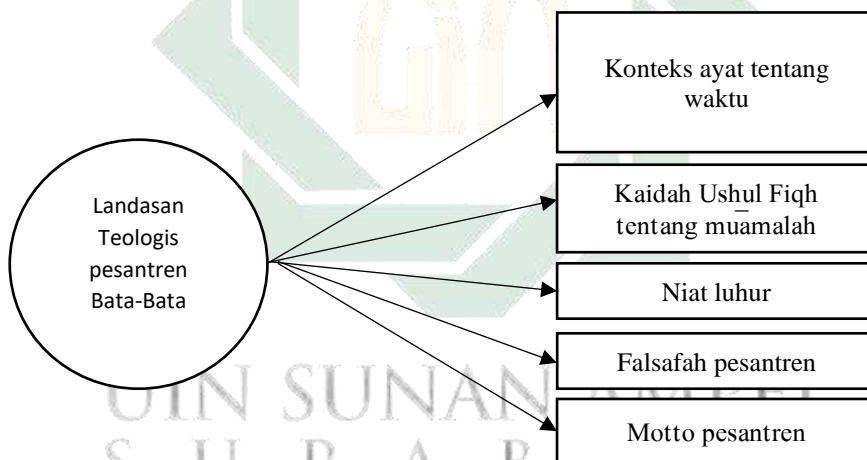 Landasan
Teologis
pesantren
Bata-Bata
Konteks ayat tentang
waktu
Kaidah Ushul Fiqh
tentang muāmalah
Niat luhur
Falsafah pesantren
Motto pesantren
UIN SUNAN AMPEL